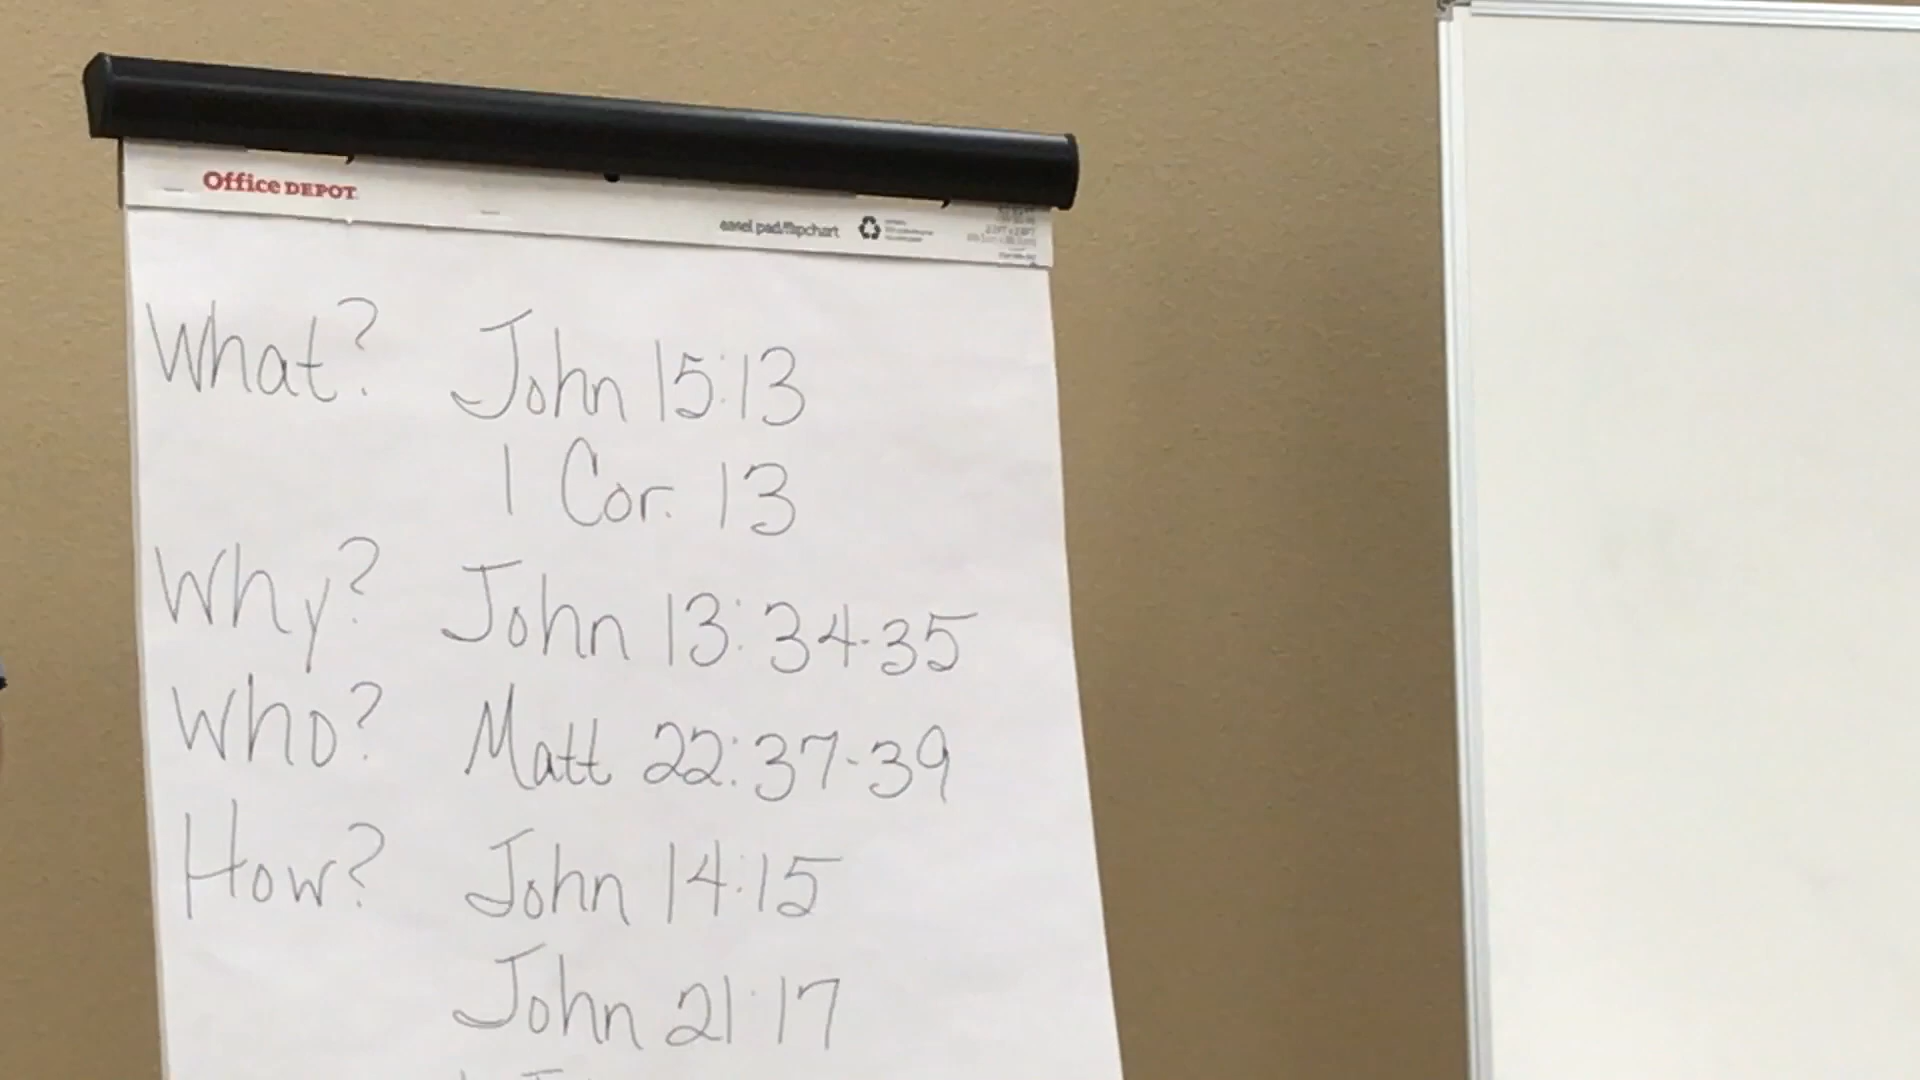 Office DEPOT
easel pad/flipchart
What? John 15:13
1 Cor. 13
Why? John 13:34-35
Who? Matt 22:37-39
How? John 14:15
John 21:17